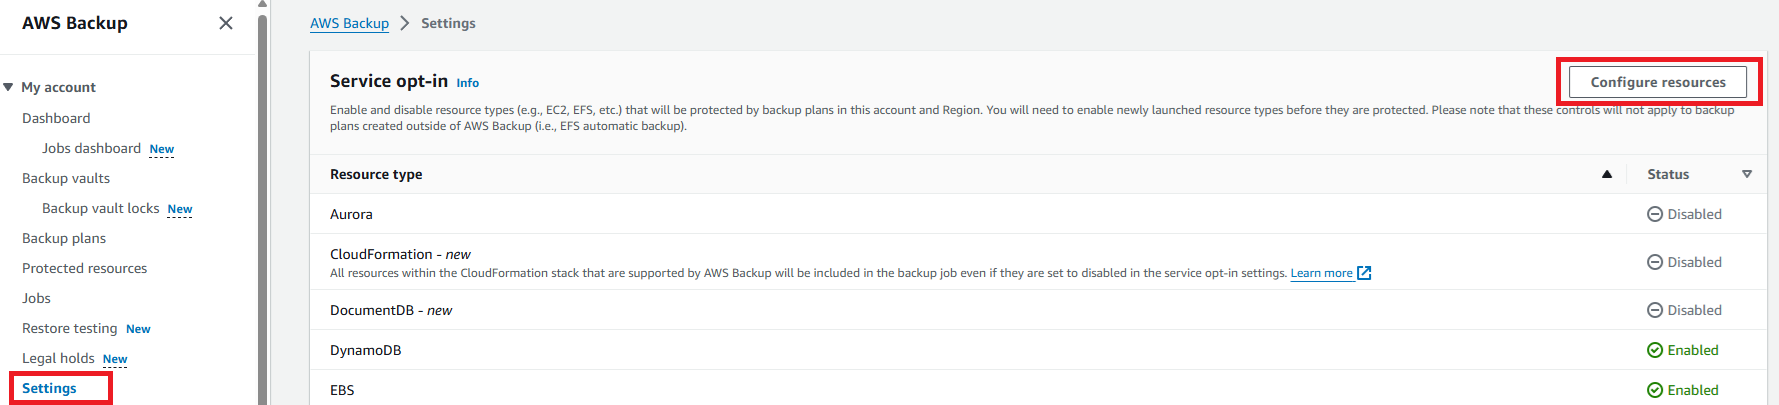 AWS Backup
My account
Dashboard
Jobs dashboard New
Backup vaults
Backup vault locks New
Backup plans
Protected resources
Jobs
Restore testing New
Legal holds New
Settings
AWS Backup > Settings
Service opt-in Info
Configure resources
Enable and disable resource types (e.g., EC2, EFS, etc.) that will be protected by backup plans in this account and Region. You will need to enable newly launched resource types before they are protected. Please note that these controls will not apply to backup
plans created outside of AWS Backup (i.e., EFS automatic backup).
Resource type Status
Aurora Disabled
CloudFormation - new
All resources within the CloudFormation stack that are supported by AWS Backup will be included in the backup job even if they are set to disabled in the service opt-in settings. Learn more
Disabled
DocumentDB - new Disabled
DynamoDB Enabled
EBS Enabled